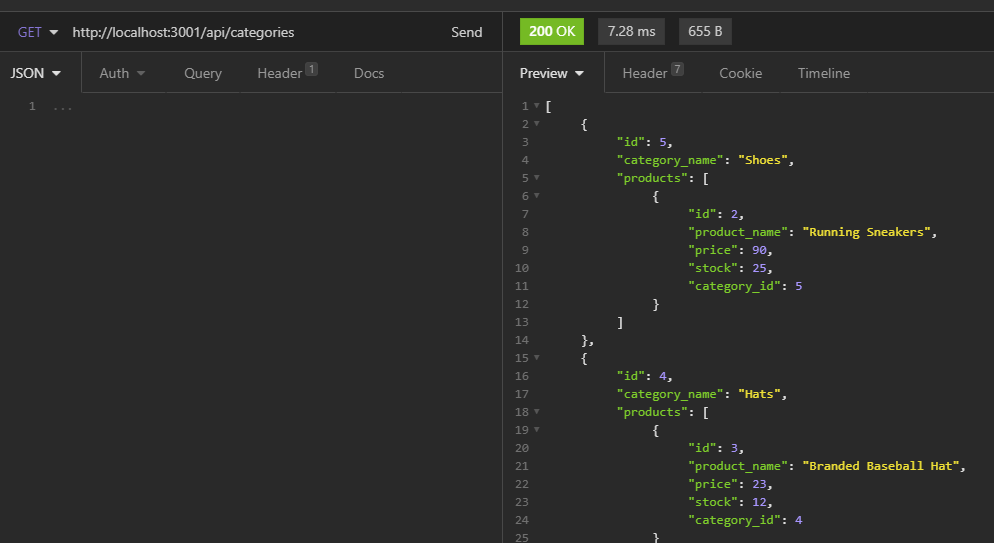 GET http://localhost:3001/api/categories Send 200 OK 7.28 ms 655 B
JSON Auth Query Header 1 Docs Preview Header 7 Cookie Timeline
1 ...
1 [
2 {
3 "id": 5,
4 "category_name": "Shoes",
5 "products": [
6 {
7 "id": 2,
8 "product_name": "Running Sneakers",
9 "price": 90,
10 "stock": 25,
11 "category_id": 5
12 }
13 ]
14 },
15 {
16 "id": 4,
17 "category_name": "Hats",
18 "products": [
19 {
20 "id": 3,
21 "product_name": "Branded Baseball Hat",
22 "price": 23,
23 "stock": 12,
24 "category_id": 4
25 }